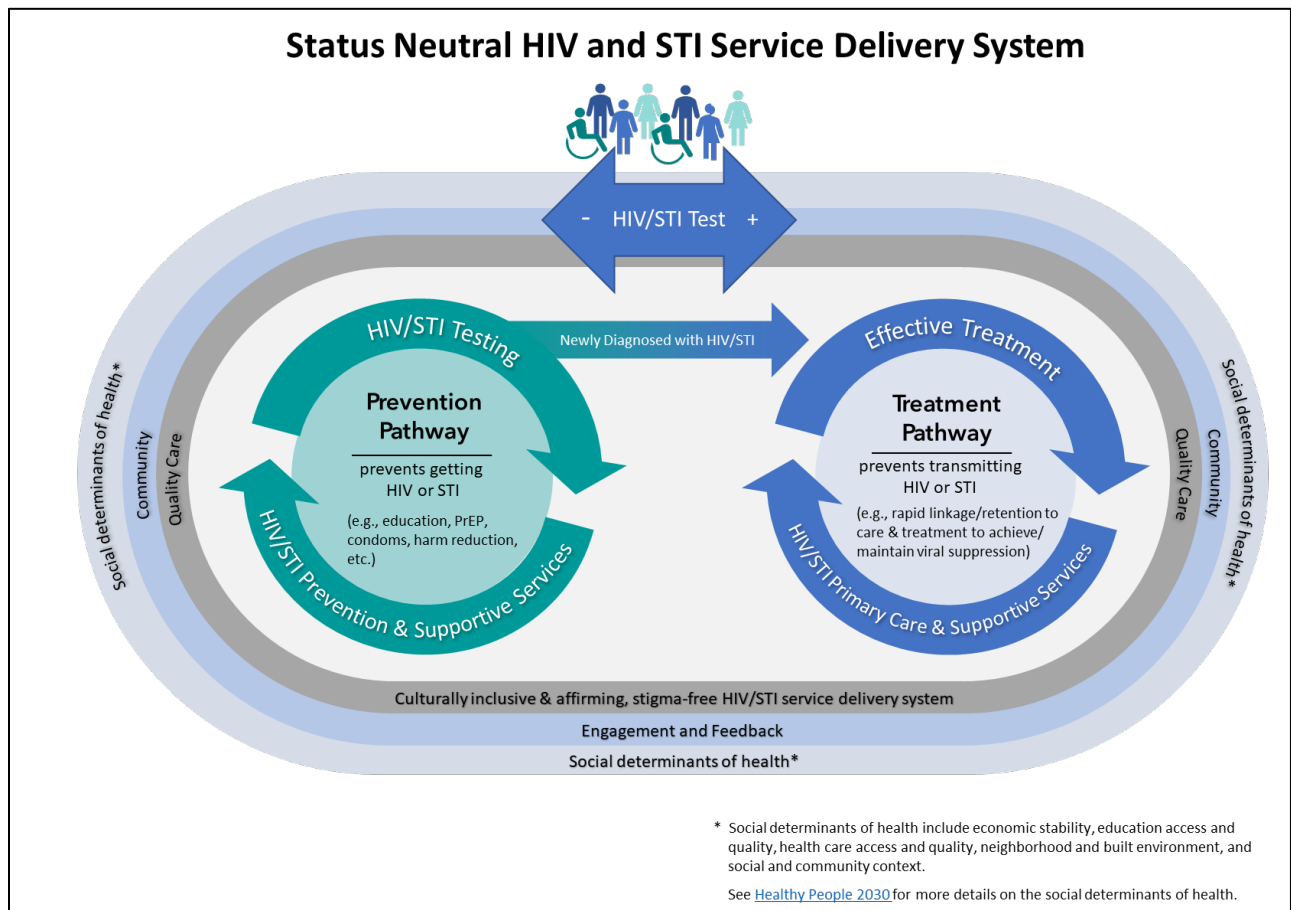 Status Neutral HIV and STI Service Delivery System
- HIV/STI Test +
HIV/STI Testing
Newly Diagnosed with HIV/STI
Effective Treatment
Prevention
Pathway
prevents getting
HIV or STI
(e.g., education, PrEP,
condoms, harm reduction,
etc.)
HIV/STI Prevention & Supportive Services
Treatment
Pathway
prevents transmitting
HIV or STI
(e.g., rapid linkage/retention to
care & treatment to achieve/
maintain viral suppression)
HIV/STI Primary Care & Supportive Services
Social determinants of health*
Community
Quality Care
Quality Care
Community
Social determinants of health*
Culturally inclusive & affirming, stigma-free HIV/STI service delivery system
Engagement and Feedback
Social determinants of health*
* Social determinants of health include economic stability, education access and
quality, health care access and quality, neighborhood and built environment, and
social and community context.
See Healthy People 2030 for more details on the social determinants of health.